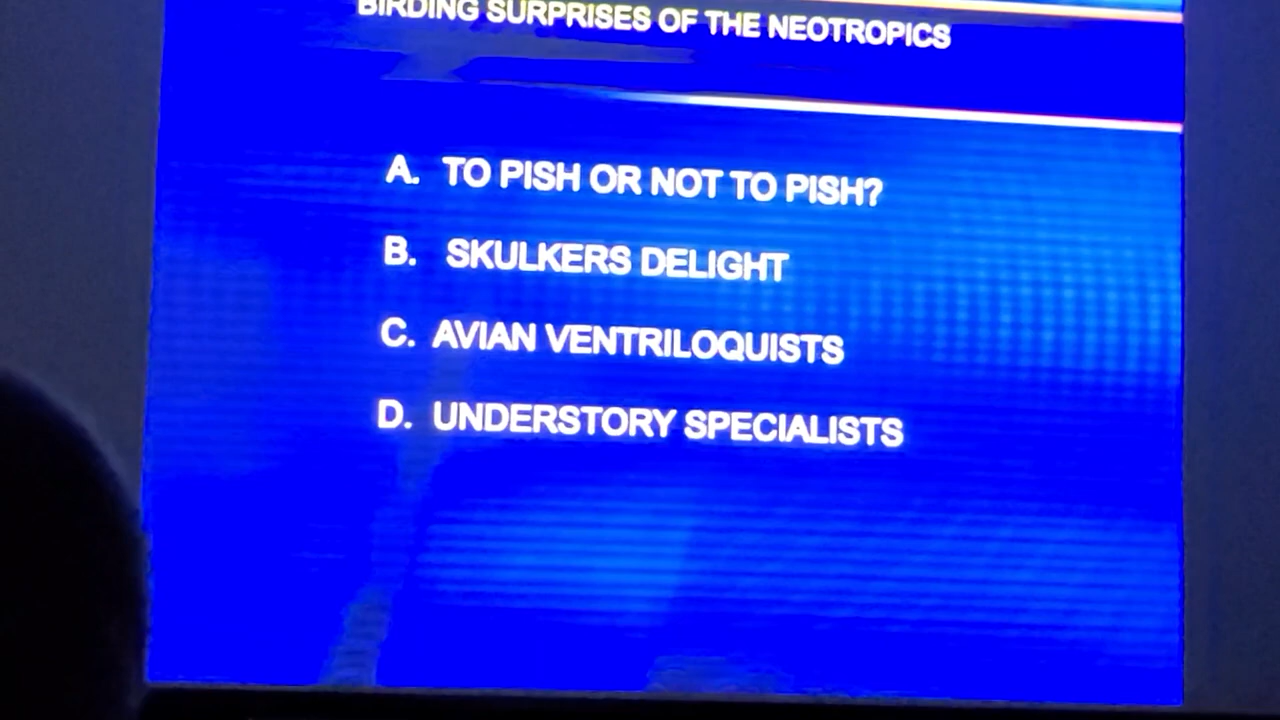 BIRDING SURPRISES OF THE NEOTROPICS
A. TO PISH OR NOT TO PISH?
B. SKULKERS DELIGHT
C. AVIAN VENTRILOQUISTS
D. UNDERSTORY SPECIALISTS